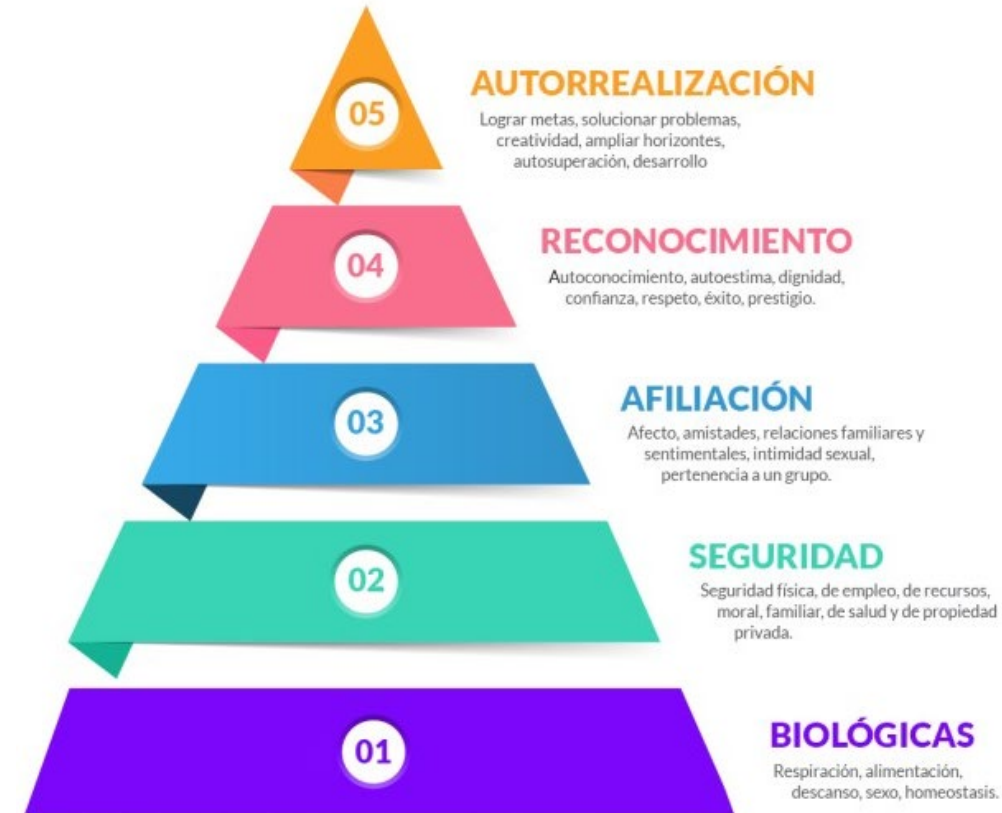 05
AUTORREALIZACIÓN
Lograr metas, solucionar problemas,
creatividad, ampliar horizontes,
autosuperación, desarrollo
04
RECONOCIMIENTO
Autoconocimiento, autoestima, dignidad,
confianza, respeto, éxito, prestigio.
03
AFILIACIÓN
Afecto, amistades, relaciones familiares y
sentimentales, intimidad sexual,
pertenencia a un grupo.
02
SEGURIDAD
Seguridad física, de empleo, de recursos,
moral, familiar, de salud y de propiedad
privada.
01
BIOLÓGICAS
Respiración, alimentación,
descanso, sexo, homeostasis.